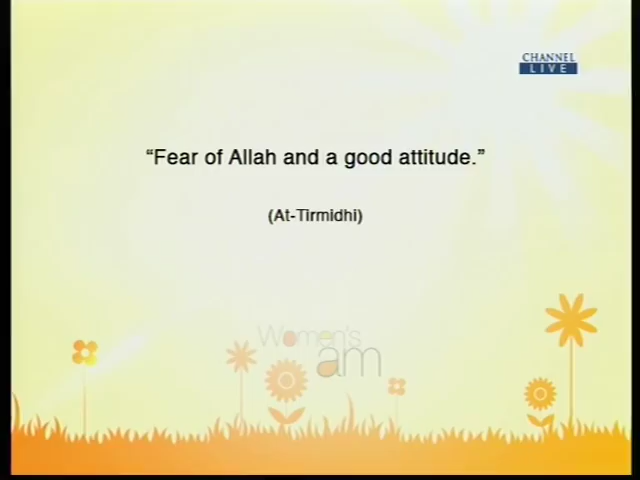 CHANNEL
LIVE
“Fear of Allah and a good attitude.”
(At-Tirmidhi)
Women's
am